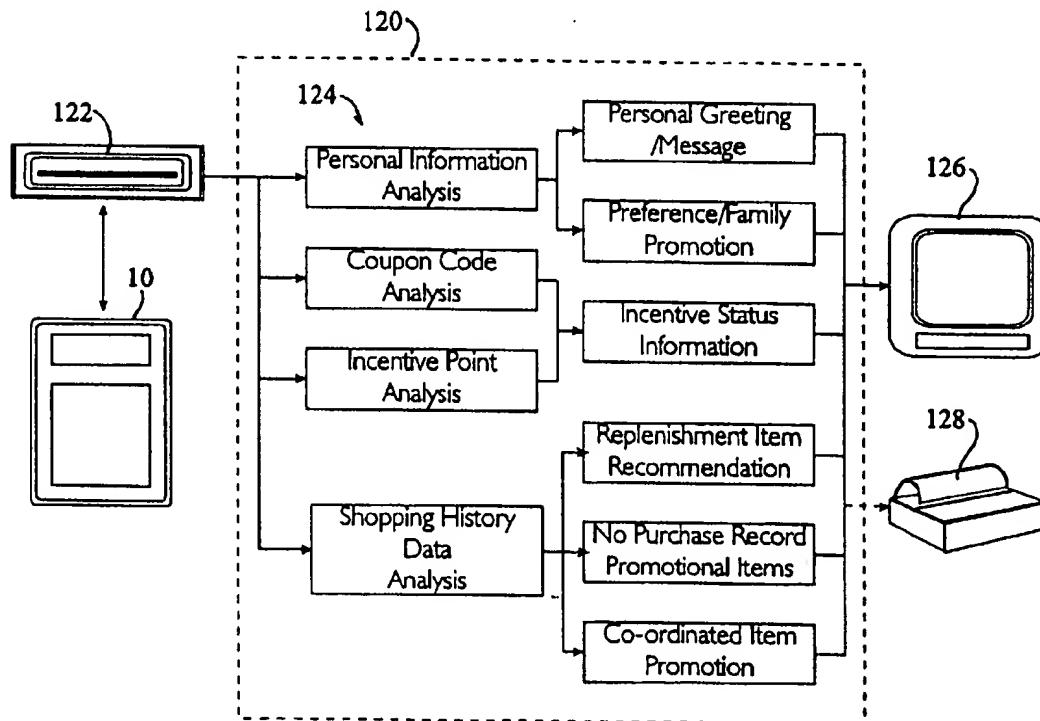 120
124
122
Personal Information
Analysis
Coupon Code
Analysis
Incentive Point
Analysis
Shopping History
Data
Analysis
Personal Greeting
/Message
Preference/Family
Promotion
Incentive Status
Information
Replenishment Item
Recommendation
No Purchase Record
Promotional Items
Co-ordinated Item
Promotion
10
126
128